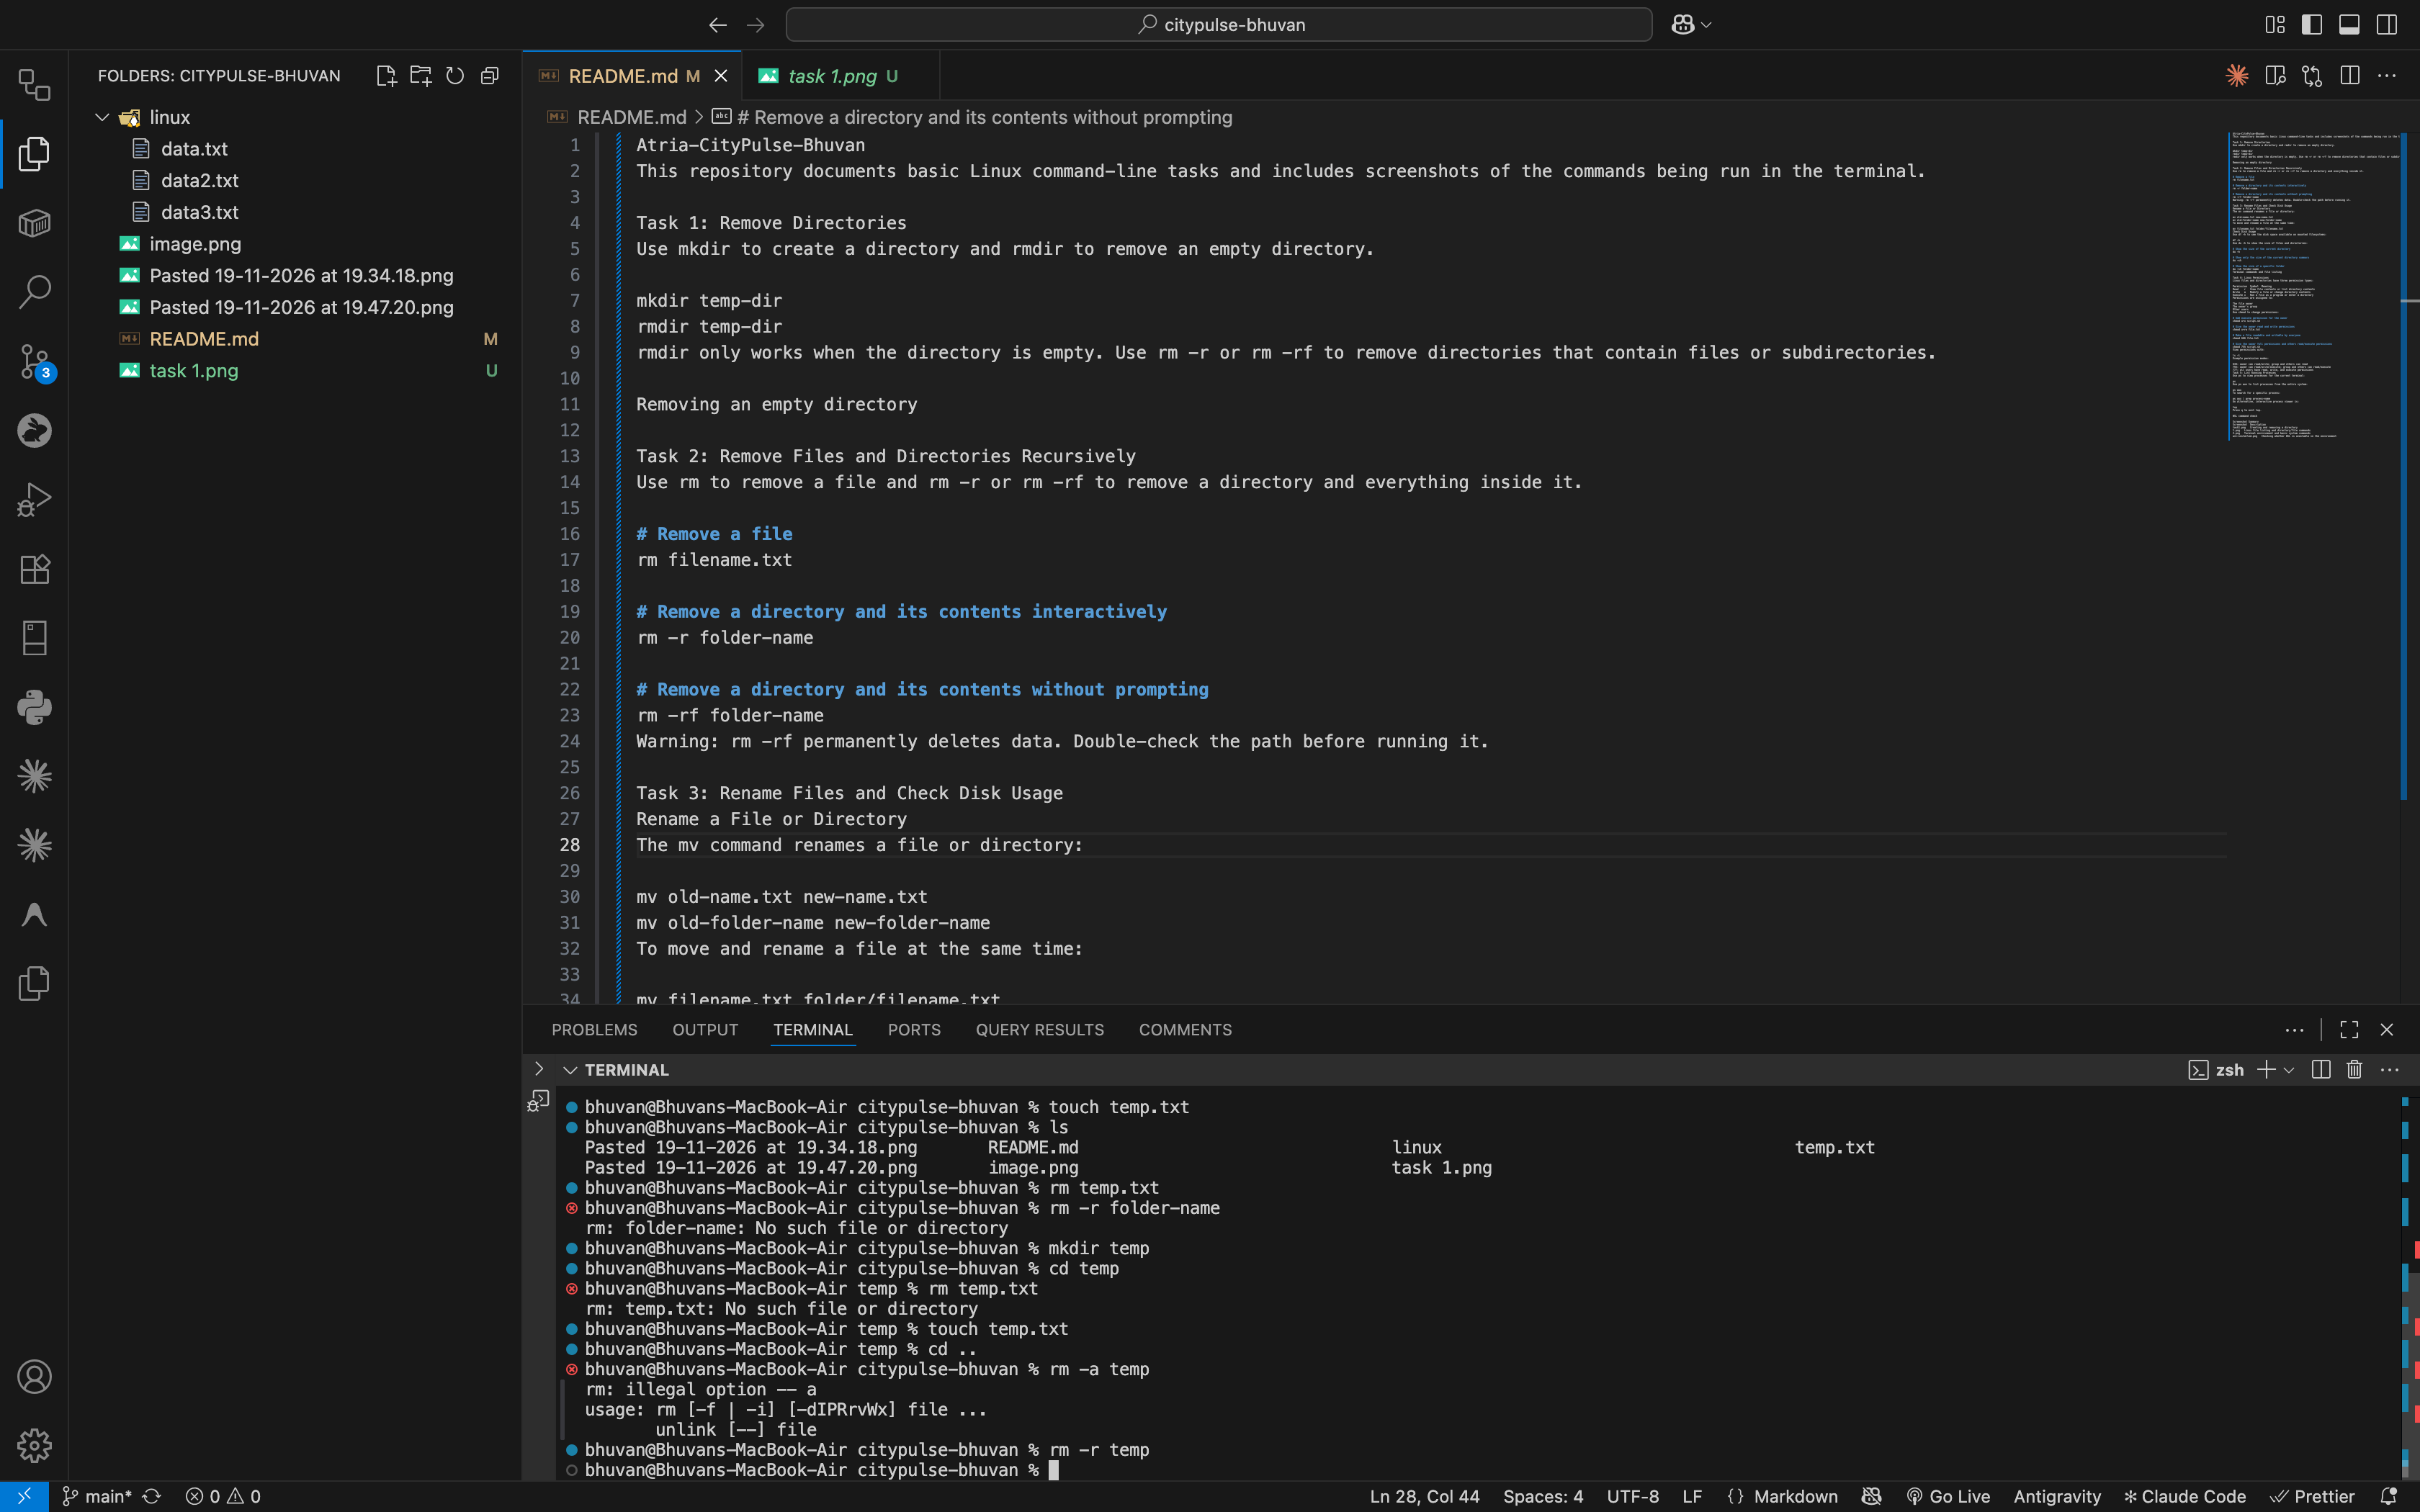 citypulse-bhuvan
FOLDERS: CITYPULSE-BHUVAN
linux
data.txt
data2.txt
data3.txt
image.png
Pasted 19-11-2026 at 19.34.18.png
Pasted 19-11-2026 at 19.47.20.png
README.md M
task 1.png U
3
README.md M
task 1.png U
README.md > # Remove a directory and its contents without prompting
1 Atria-CityPulse-Bhuvan
2 This repository documents basic Linux command-line tasks and includes screenshots of the commands being run in the terminal.
3
4 Task 1: Remove Directories
5 Use mkdir to create a directory and rmdir to remove an empty directory.
6
7 mkdir temp-dir
8 rmdir temp-dir
9 rmdir only works when the directory is empty. Use rm -r or rm -rf to remove directories that contain files or subdirectories.
10
11 Removing an empty directory
12
13 Task 2: Remove Files and Directories Recursively
14 Use rm to remove a file and rm -r or rm -rf to remove a directory and everything inside it.
15
16 # Remove a file
17 rm filename.txt
18
19 # Remove a directory and its contents interactively
20 rm -r folder-name
21
22 # Remove a directory and its contents without prompting
23 rm -rf folder-name
24 Warning: rm -rf permanently deletes data. Double-check the path before running it.
25
26 Task 3: Rename Files and Check Disk Usage
27 Rename a File or Directory
28 The mv command renames a file or directory:
29
30 mv old-name.txt new-name.txt
31 mv old-folder-name new-folder-name
32 To move and rename a file at the same time:
33
34 mv filename.txt folder/filename.txt
PROBLEMS OUTPUT TERMINAL PORTS QUERY RESULTS COMMENTS
TERMINAL
zsh
bhuvan@Bhuvans-MacBook-Air citypulse-bhuvan % touch temp.txt
bhuvan@Bhuvans-MacBook-Air citypulse-bhuvan % ls
Pasted 19-11-2026 at 19.34.18.png README.md linux temp.txt
Pasted 19-11-2026 at 19.47.20.png image.png task 1.png
bhuvan@Bhuvans-MacBook-Air citypulse-bhuvan % rm temp.txt
bhuvan@Bhuvans-MacBook-Air citypulse-bhuvan % rm -r folder-name
rm: folder-name: No such file or directory
bhuvan@Bhuvans-MacBook-Air citypulse-bhuvan % mkdir temp
bhuvan@Bhuvans-MacBook-Air citypulse-bhuvan % cd temp
bhuvan@Bhuvans-MacBook-Air temp % rm temp.txt
rm: temp.txt: No such file or directory
bhuvan@Bhuvans-MacBook-Air temp % touch temp.txt
bhuvan@Bhuvans-MacBook-Air temp % cd ..
bhuvan@Bhuvans-MacBook-Air citypulse-bhuvan % rm -a temp
rm: illegal option -- a
usage: rm [-f | -i] [-dIPRrvWx] file ...
unlink [--] file
bhuvan@Bhuvans-MacBook-Air citypulse-bhuvan % rm -r temp
bhuvan@Bhuvans-MacBook-Air citypulse-bhuvan %
main* 0 0 Ln 28, Col 44 Spaces: 4 UTF-8 LF {} Markdown Go Live Antigravity Claude Code Prettier